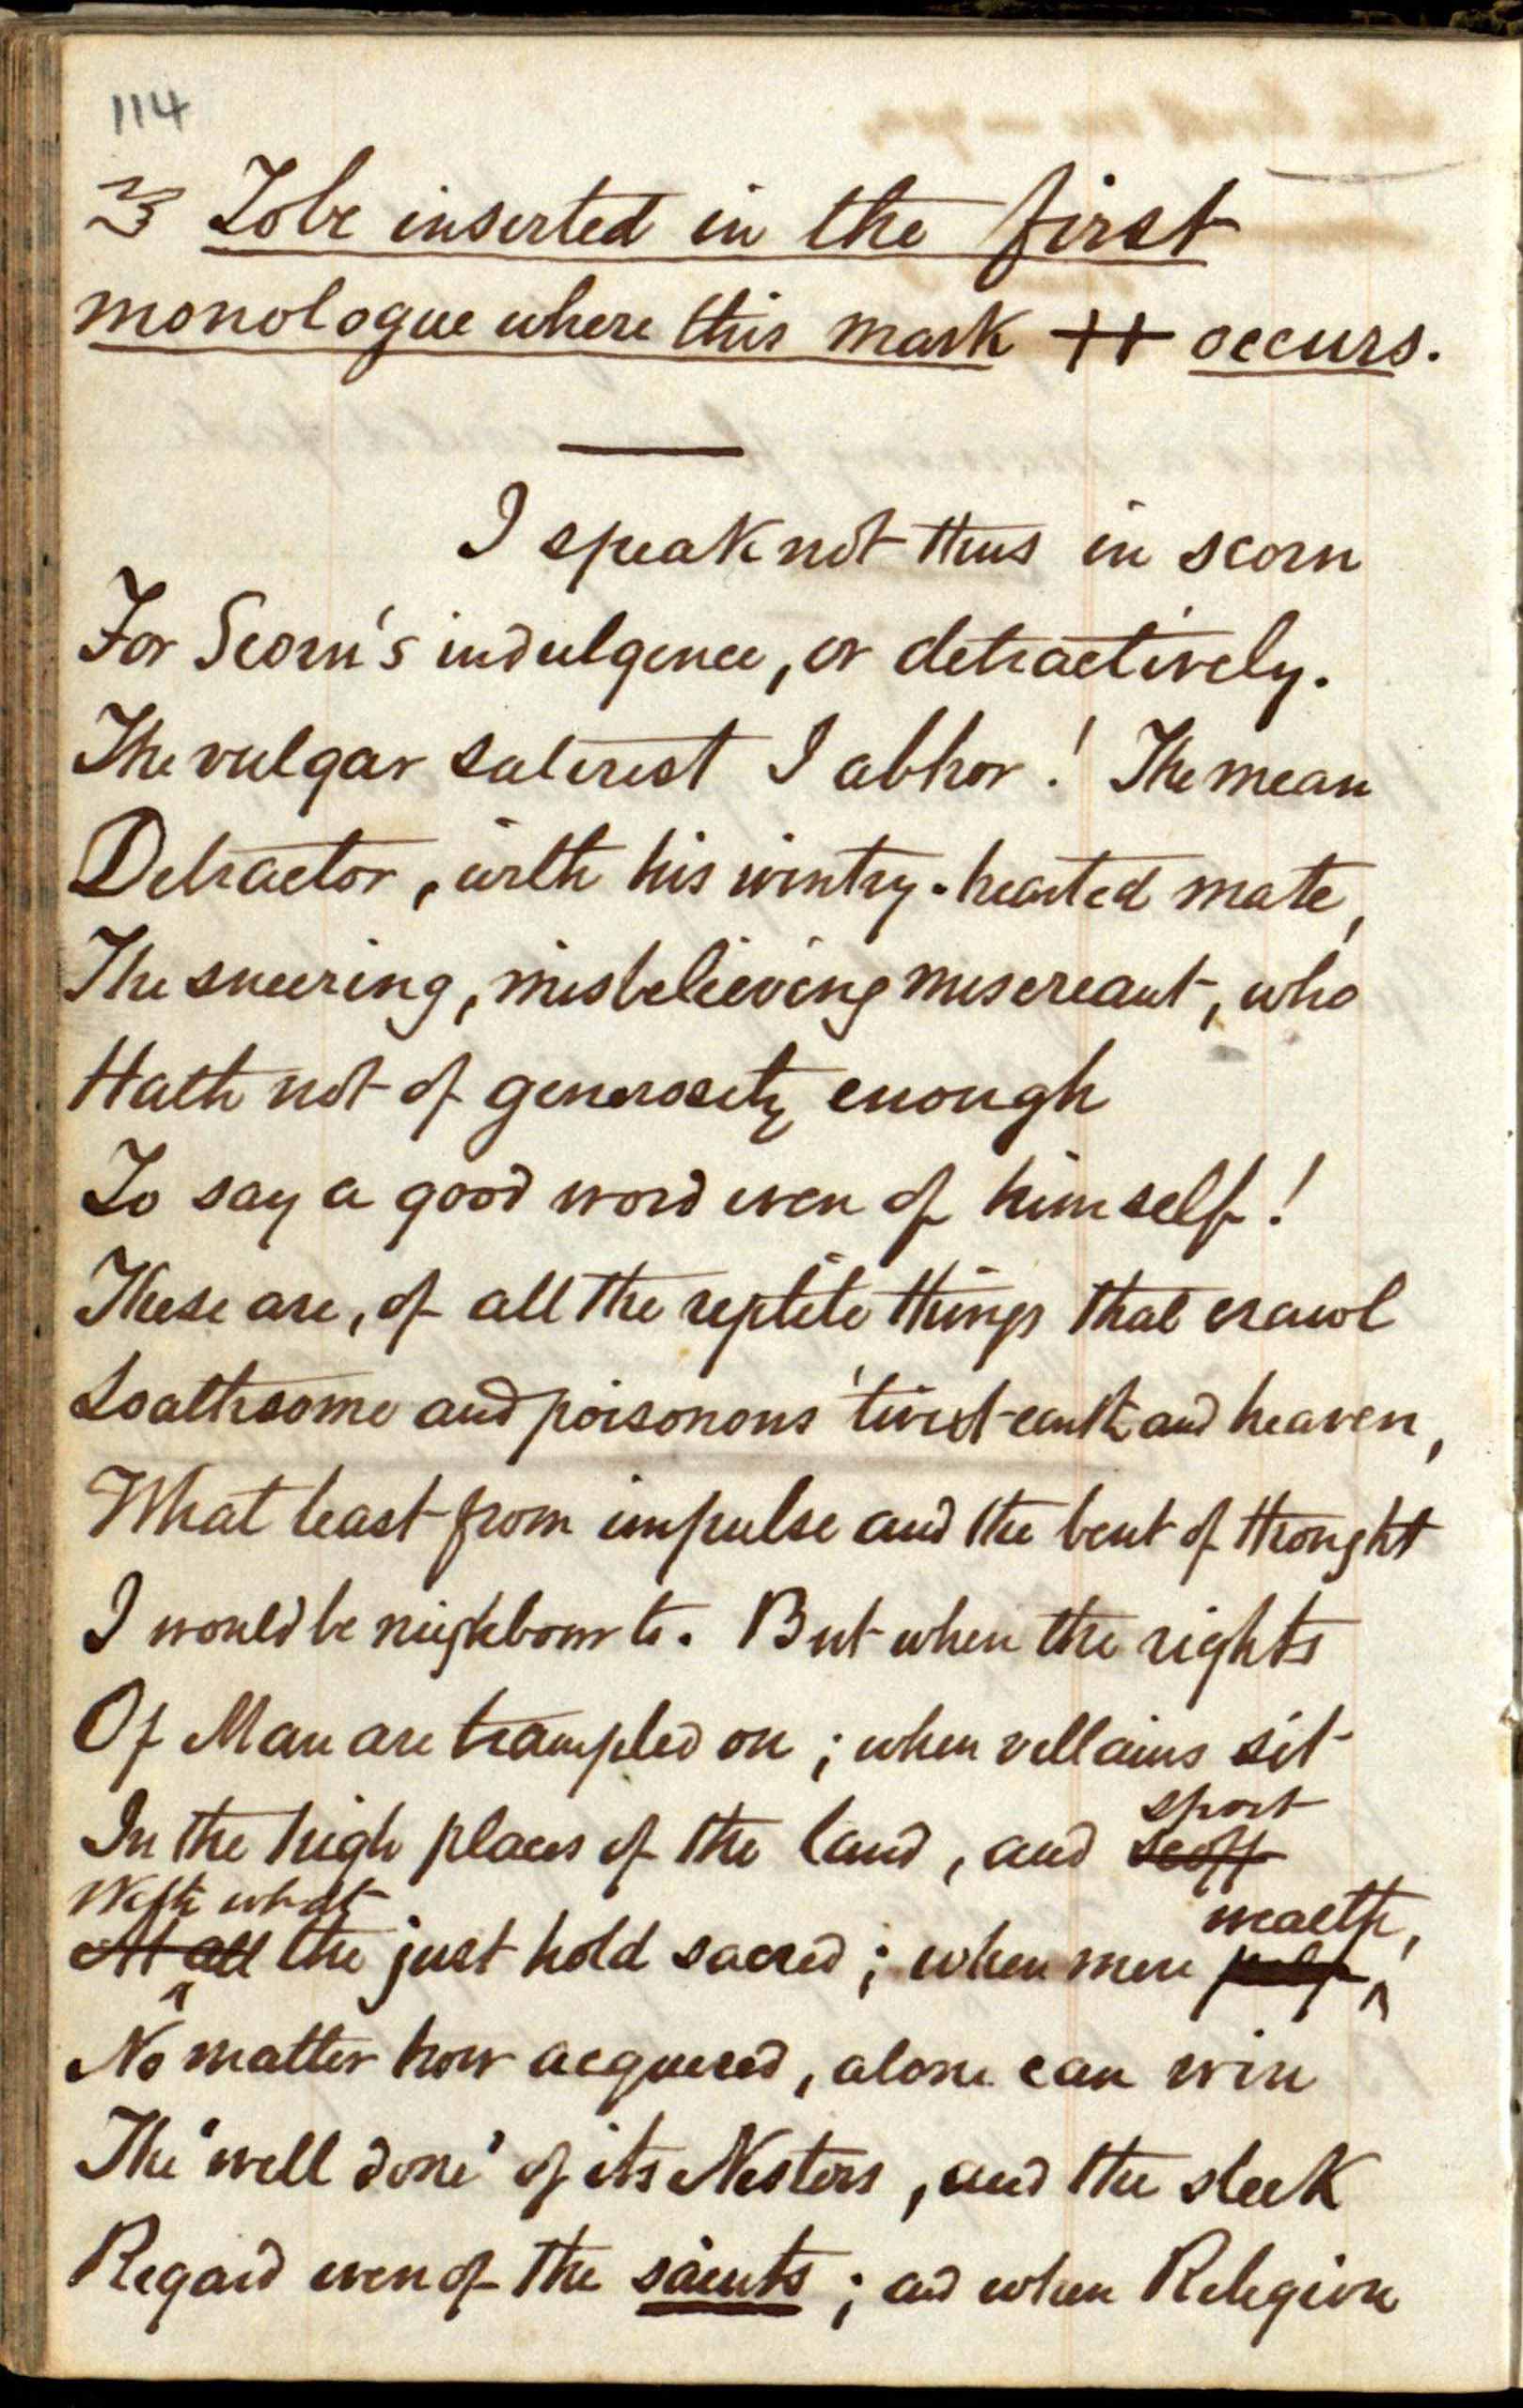 114
To be inserted in the first
monologue where this mark ++ occurs.
I speak not thus in scorn
For Scorn's indulgence, or detractively.
The vulgar saterist I abhor! The mean
Detractor, with his wintry-hearted mate,
The sneering, misbelieving miscreant, who
Hath not of generosity enough
To say a good word even of himself!
These are, of all the reptile things that crawl
Loathsome and poisonous 'twixt earth and heaven,
What least from impulse and the bent of thought
I would be neighbour to. But when the rights
Of Man are trampled on; when villains sit
sport
In the high places of the land, and scoff
With what
wealth,
At all the just hold sacred; when mere pelf,
No matter how acquired, alone can win
The 'well done' of its Nestors, and the sleek
Regard even of the saints; and when Religion